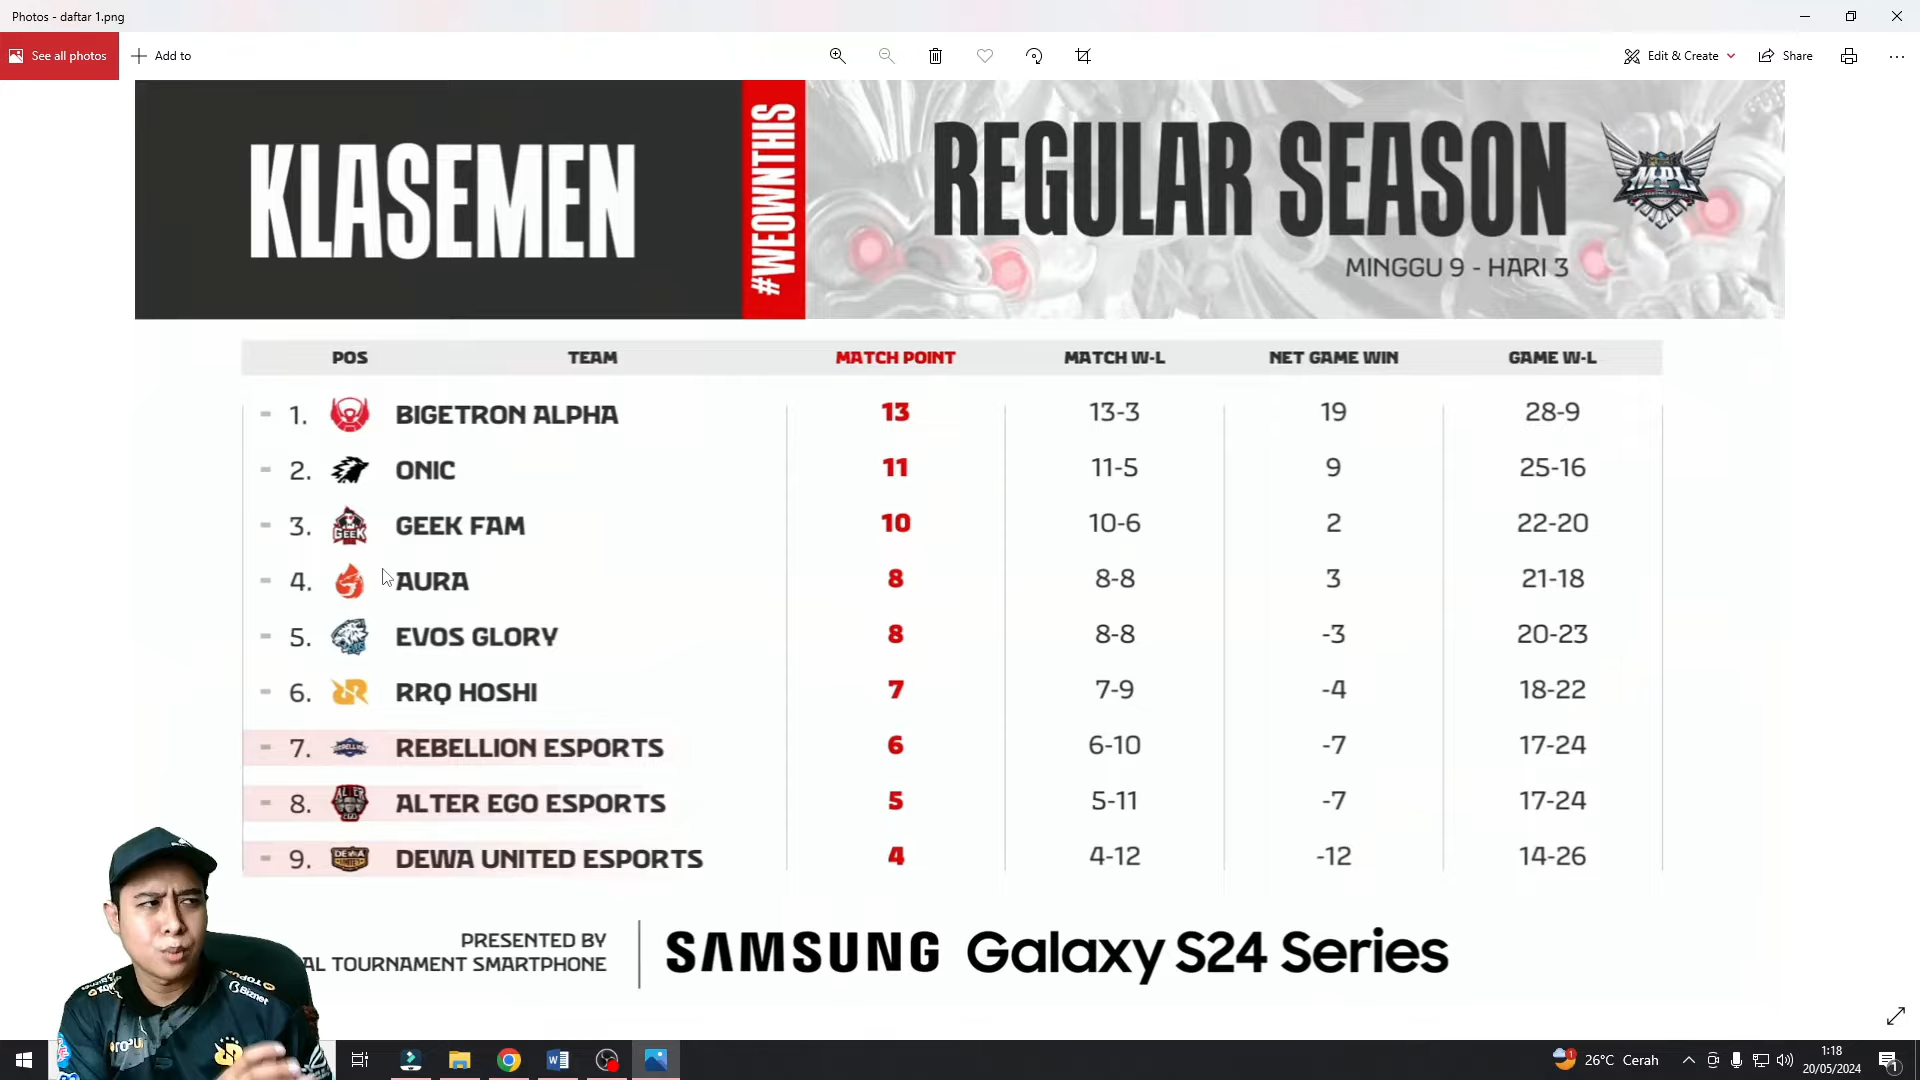 Photos - daftar 1.png
See all photos
Add to
Edit & Create
Share
KLASEMEN
#WEOWNTHIS
REGULAR SEASON
MPL
MINGGU 9 - HARI 3
POS TEAM MATCH POINT MATCH W-L NET GAME WIN GAME W-L
- 1. BIGETRON ALPHA 13 13-3 19 28-9
- 2. ONIC 11 11-5 9 25-16
- 3. GEEK GEEK FAM 10 10-6 2 22-20
- 4. AURA 8 8-8 3 21-18
- 5. EVOS GLORY 8 8-8 -3 20-23
- 6. RRQ HOSHI 7 7-9 -4 18-22
- 7. REBELLION ESPORTS 6 6-10 -7 17-24
- 8. ALTER EGO ESPORTS 5 5-11 -7 17-24
- 9. DEWA UNITED DEWA UNITED ESPORTS 4 4-12 -12 14-26
PRESENTED BY
AL TOURNAMENT SMARTPHONE
SAMSUNG Galaxy S24 Series
Biznet
26°C Cerah
1:18
20/05/2024